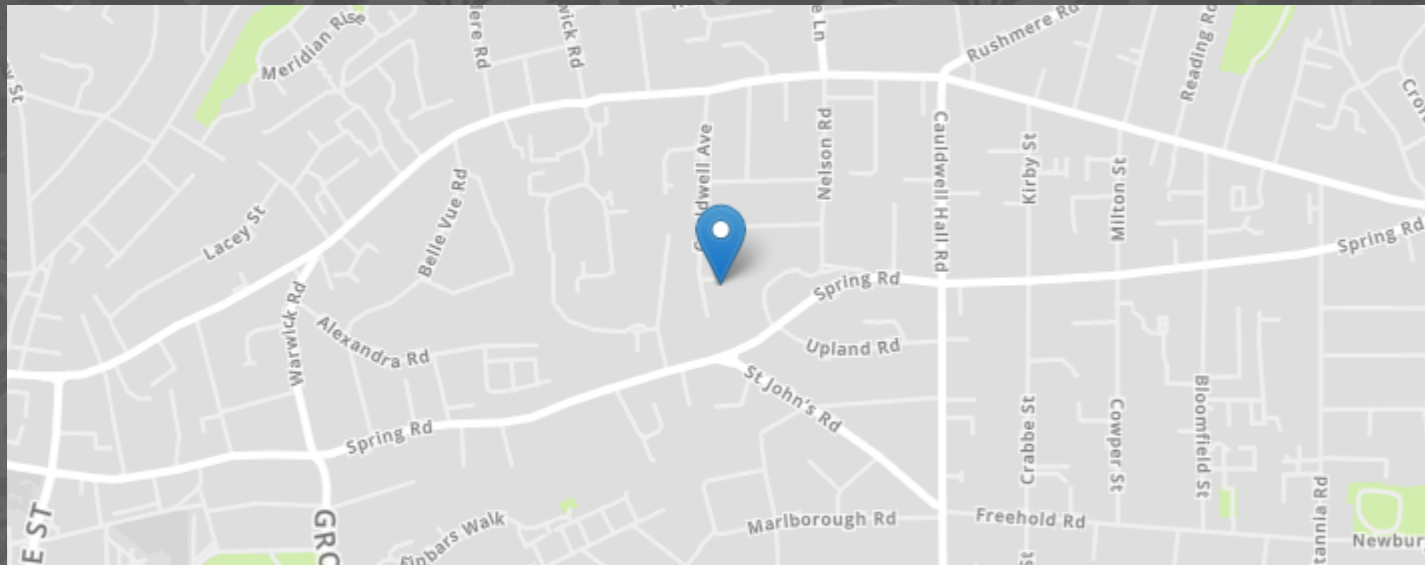 Meridian Rise
Rushmere Rd
Reading Rd
Lacey St
Belle Vue Rd
Nelson Rd
Cauldwell Hall Rd
Kirby St
Milton St
Spring Rd
Warwick Rd
Alexandra Rd
Spring Rd
Upland Rd
St John's Rd
Spring Rd
Crabbe St
Cowper St
Bloomfield St
Marlborough Rd
Freehold Rd
Ave
Walk